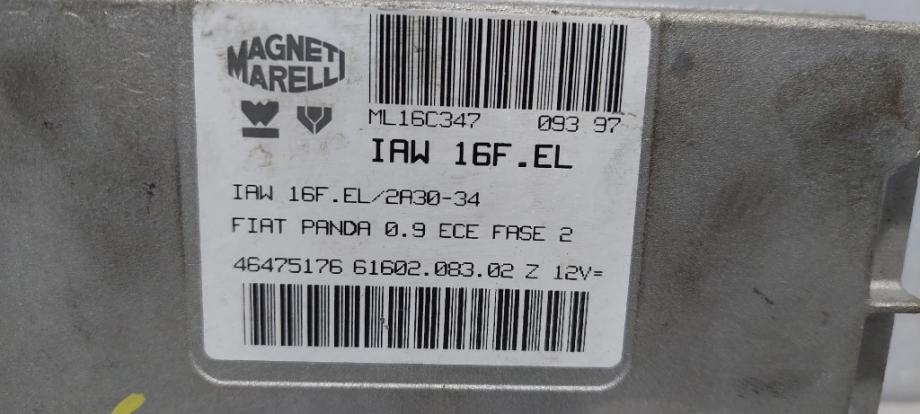 MAGNETI
MARELLI
ML16C347 093 97
IAW 16F.EL
IAW 16F.EL/2A30-34
FIAT PANDA 0.9 ECE FASE 2
46475176 61602.083.02 Z 12V=